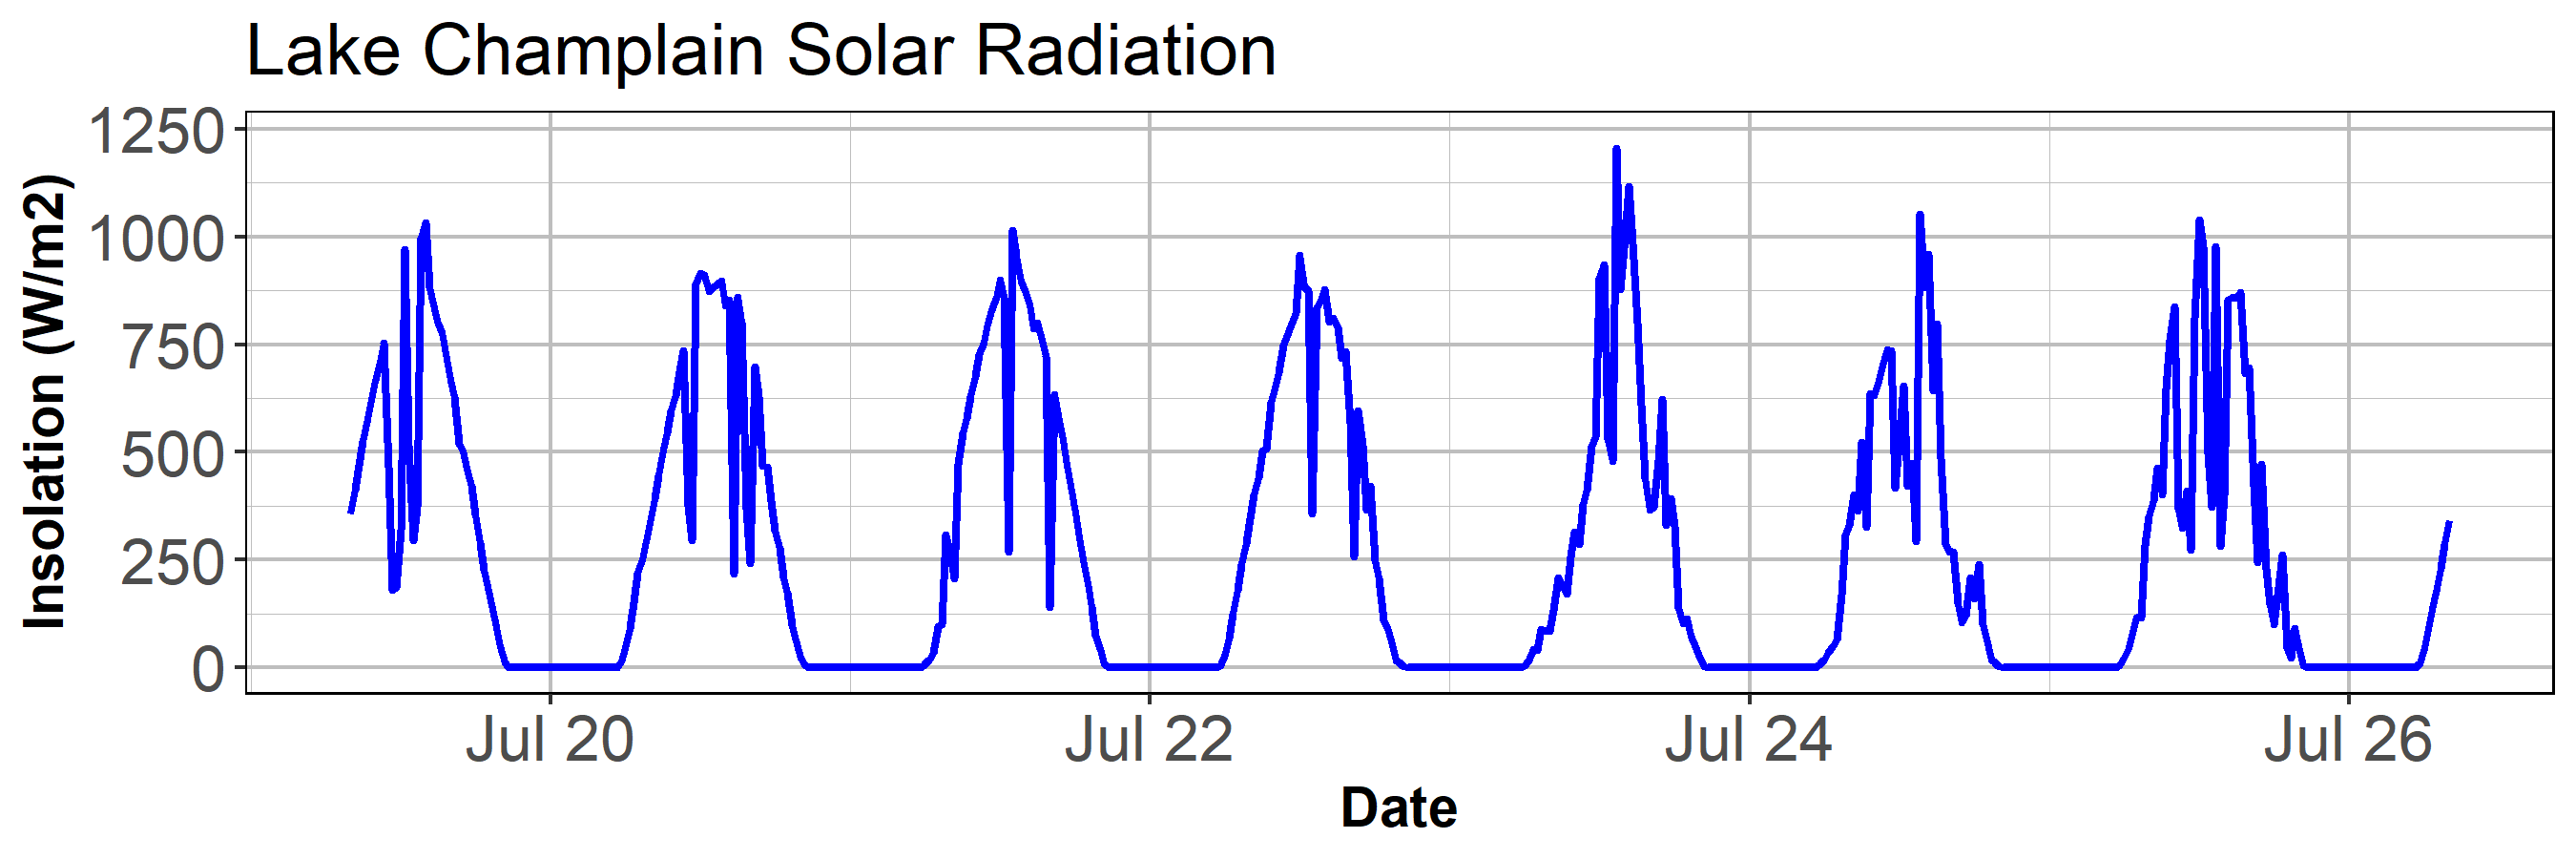 Lake Champlain Solar Radiation
Insolation (W/m2)
1250
1000
750
500
250
0
Jul 20
Jul 22
Jul 24
Jul 26
Date